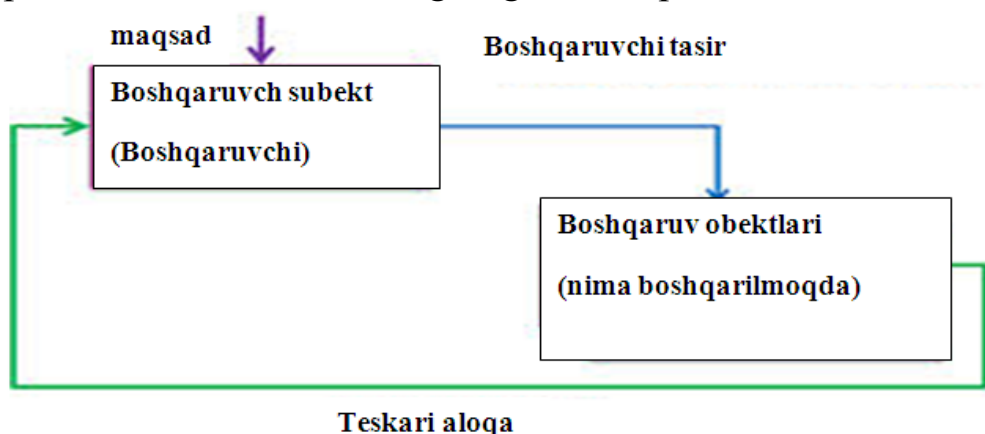 maqsad
Boshqaruvchi tasir
Boshqaruvch subekt
(Boshqaruvchi)
Boshqaruv obektlari
(nima boshqarilmoqda)
Teskari aloqa